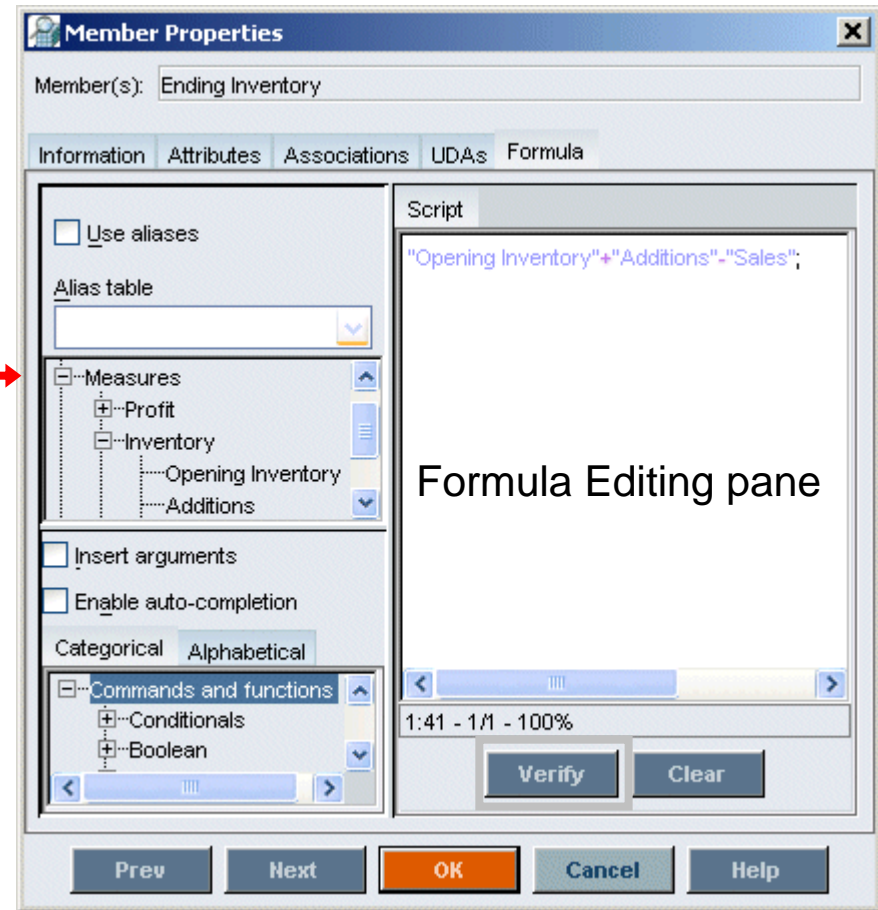 Member Properties
Member(s): Ending Inventory
Information Attributes Associations UDAs Formula
Use aliases
Alias table
Measures
Profit
Inventory
Opening Inventory
Additions
Insert arguments
Enable auto-completion
Categorical Alphabetical
Commands and functions
Conditionals
Boolean
Script
"Opening Inventory"+"Additions"-"Sales";
Formula Editing pane
1:41 - 1/1 - 100%
Verify Clear
Prev Next OK Cancel Help